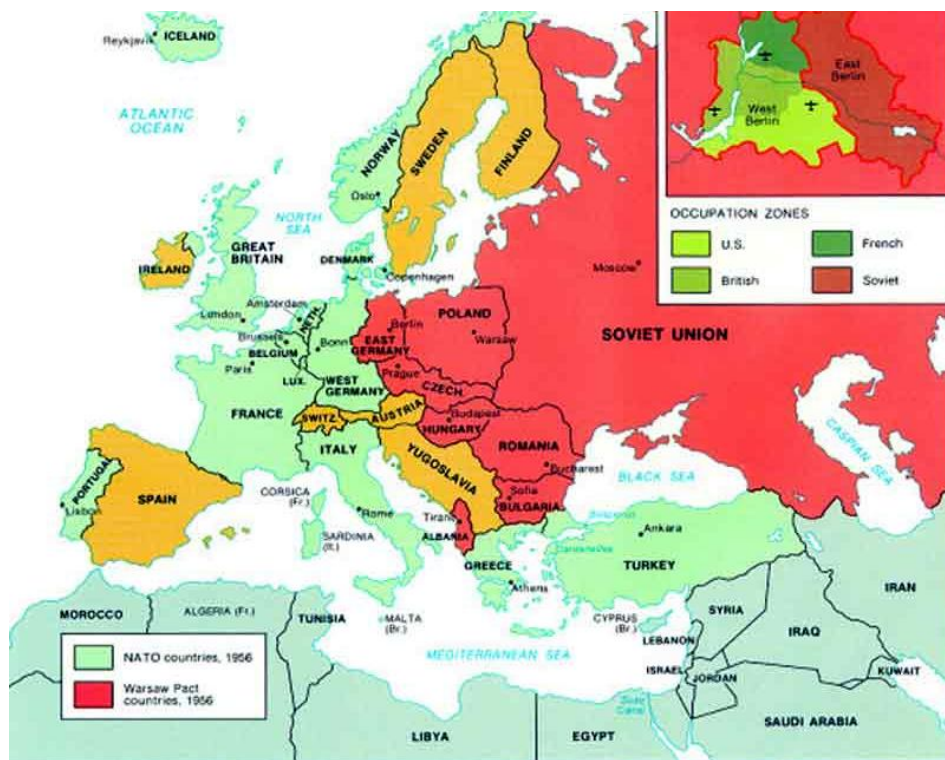 Reykjavik
ICELAND
ATLANTIC
OCEAN
NORWAY
SWEDEN
FINLAND
Oslo
NORTH
SEA
GREAT
BRITAIN
IRELAND
DENMARK
Copenhagen
London
Amsterdam
NETH.
Brussels
BELGIUM
Bonn
Paris
LUX.
WEST
GERMANY
Berlin
EAST
GERMANY
POLAND
Warsaw
Prague
CZECH.
Moscow
SOVIET UNION
FRANCE
SWITZ.
AUSTRIA
Budapest
HUNGARY
ROMANIA
Bucharest
ITALY
YUGOSLAVIA
Sofia
BULGARIA
BLACK SEA
CASPIAN SEA
PORTUGAL
Lisbon
SPAIN
CORSICA
(Fr.)
Rome
SARDINIA
(It.)
Tirane
ALBANIA
GREECE
Athens
Ankara
TURKEY
MOROCCO
ALGERIA (Fr.)
TUNISIA
MALTA
(Br.)
CYPRUS
(Br.)
MEDITERRANEAN SEA
SYRIA
LEBANON
ISRAEL
JORDAN
IRAQ
IRAN
KUWAIT
SAUDI ARABIA
LIBYA
EGYPT
Suez
Canal
East
Berlin
West
Berlin
OCCUPATION ZONES
U.S.
French
British
Soviet
NATO countries, 1956
Warsaw Pact
countries, 1956